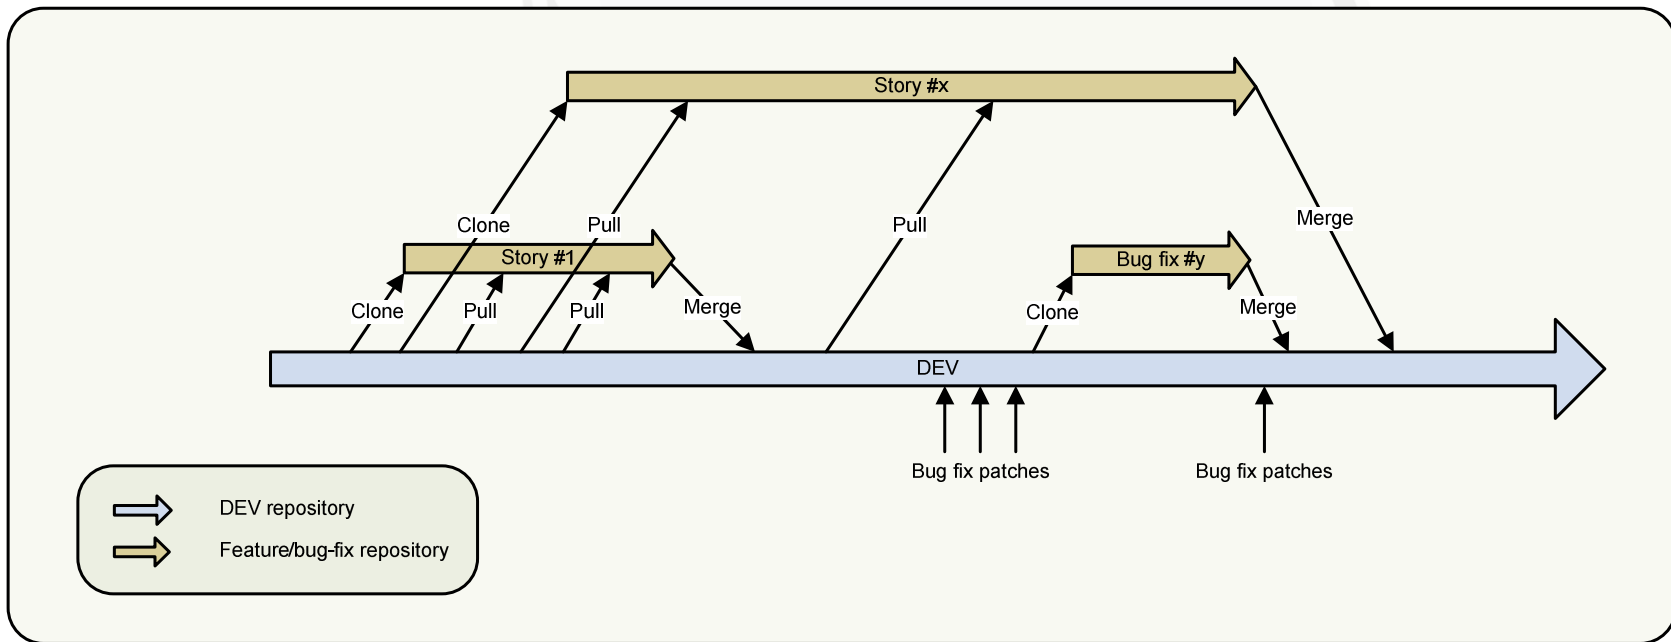 Story #x
Clone
Pull
Pull
Merge
Story #1
Bug fix #y
Clone
Pull
Pull
Merge
Clone
Merge
DEV
Bug fix patches
Bug fix patches
DEV repository
Feature/bug-fix repository